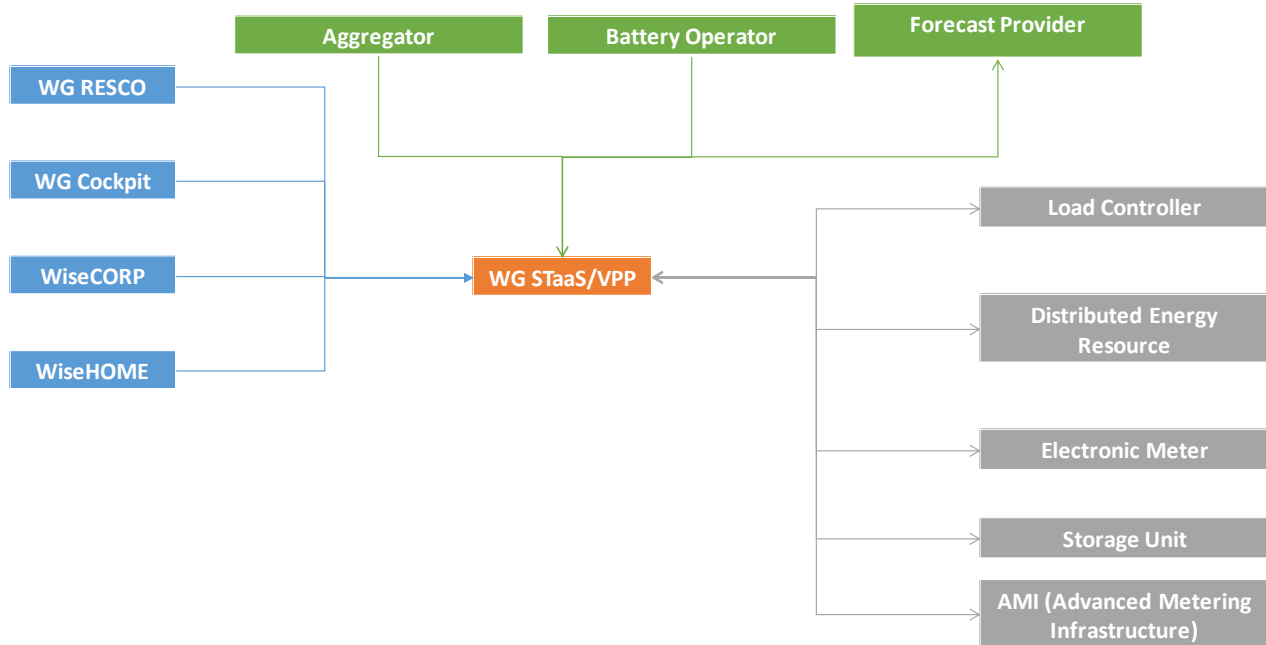 Aggregator
Battery Operator
Forecast Provider
WG RESCO
WG Cockpit
WiseCORP
WiseHOME
WG STaaS/VPP
Load Controller
Distributed Energy
Resource
Electronic Meter
Storage Unit
AMI (Advanced Metering
Infrastructure)